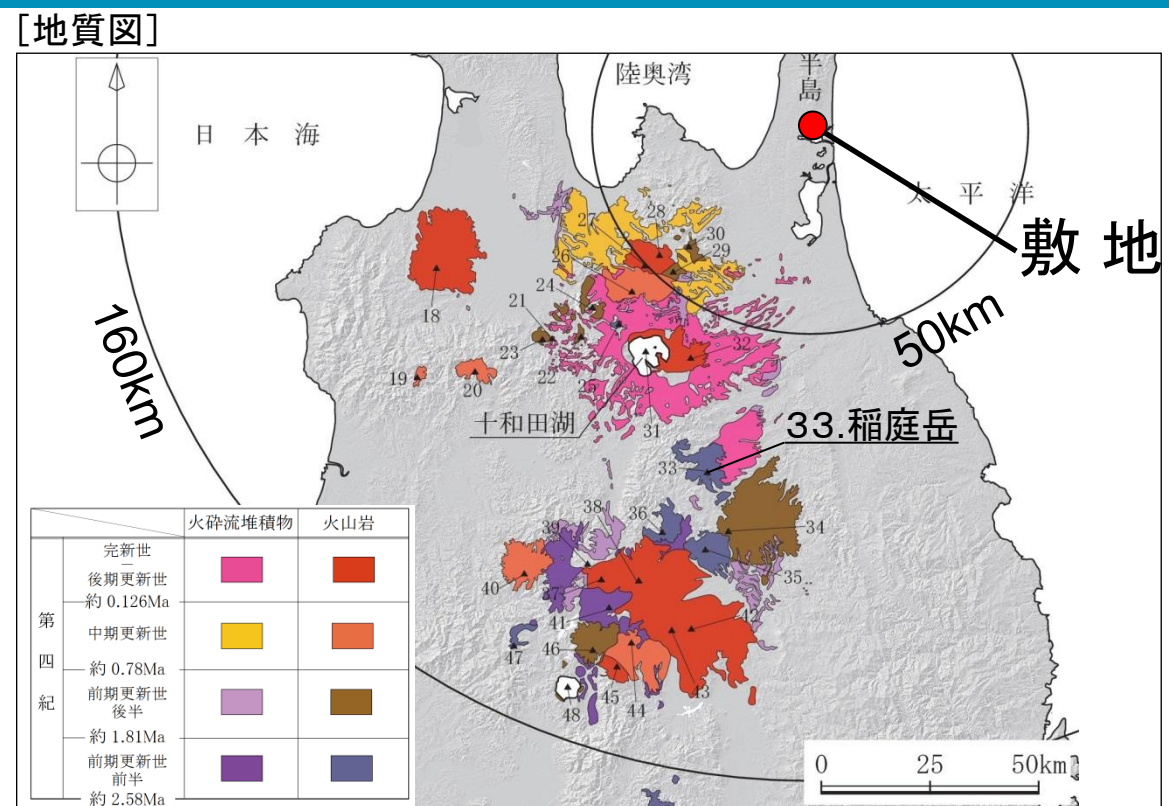 [地質図]
陸奥湾
半島
日本海
太平洋
敷地
160km
50km
十和田湖
33.稲庭岳
18
19
20
21
22
23
24
25
26
27
28
29
30
31
32
33
34
35
36
37
38
39
40
41
42
43
44
45
46
47
48
火砕流堆積物 火山岩
第四紀
完新世
後期更新世
約 0.126Ma
中期更新世
約 0.78Ma
前期更新世
後半
約 1.81Ma
前期更新世
前半
約 2.58Ma
0 25 50km